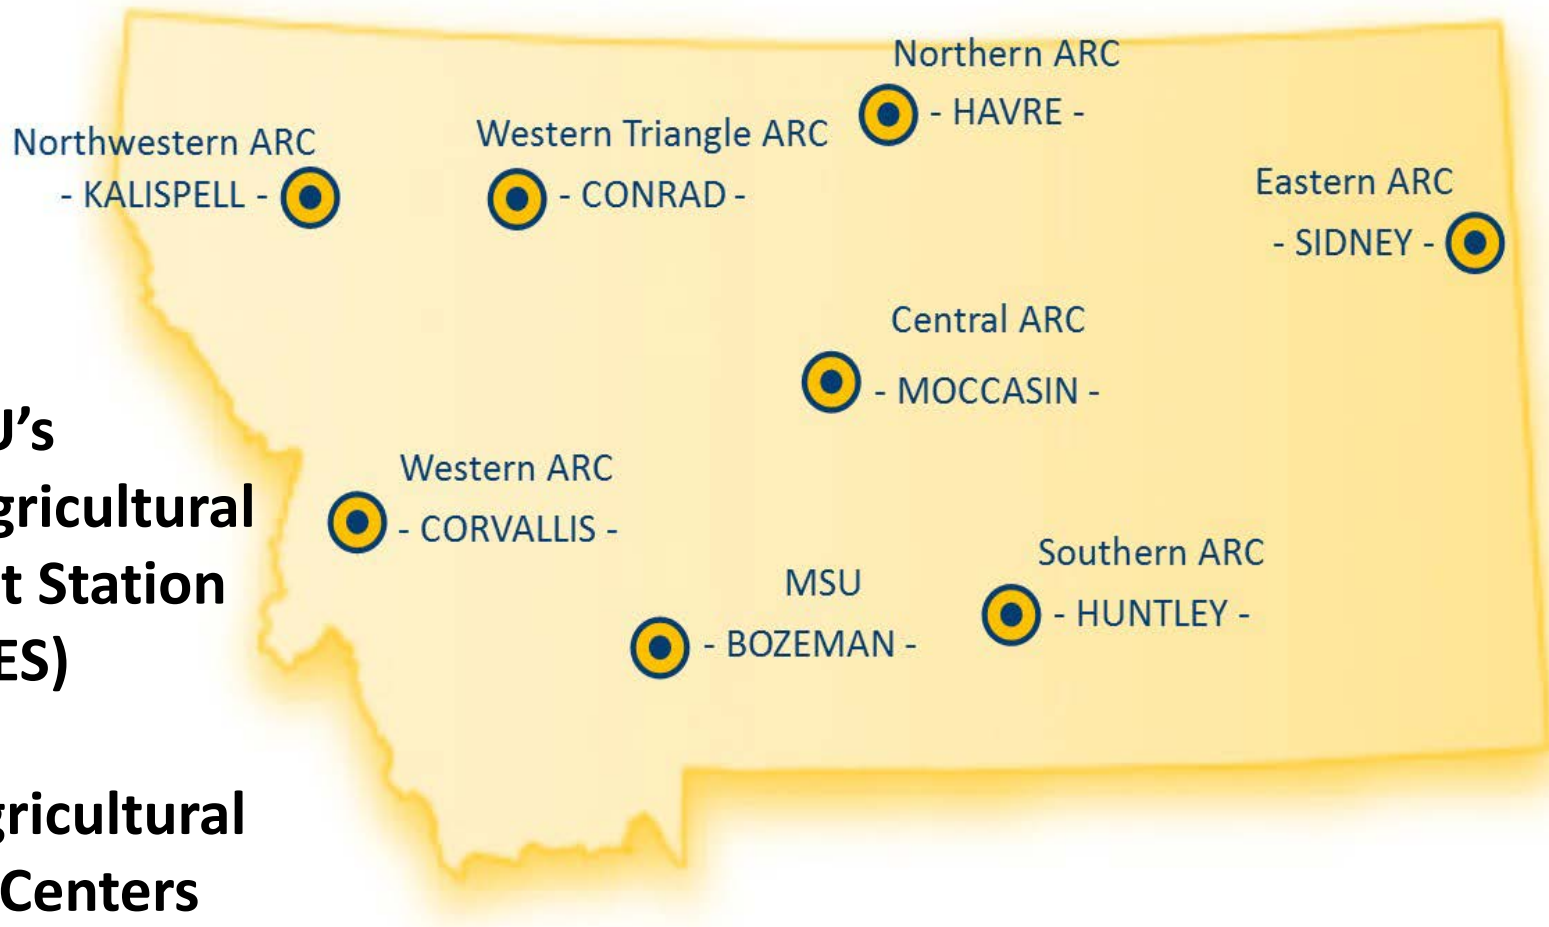 Northern ARC
- HAVRE -
Northwestern ARC
- KALISPELL -
Western Triangle ARC
- CONRAD -
Eastern ARC
- SIDNEY -
Central ARC
- MOCCASIN -
Western ARC
- CORVALLIS -
MSU
- BOZEMAN -
Southern ARC
- HUNTLEY -
U's
gricultural
t Station
ES)
gricultural
Centers